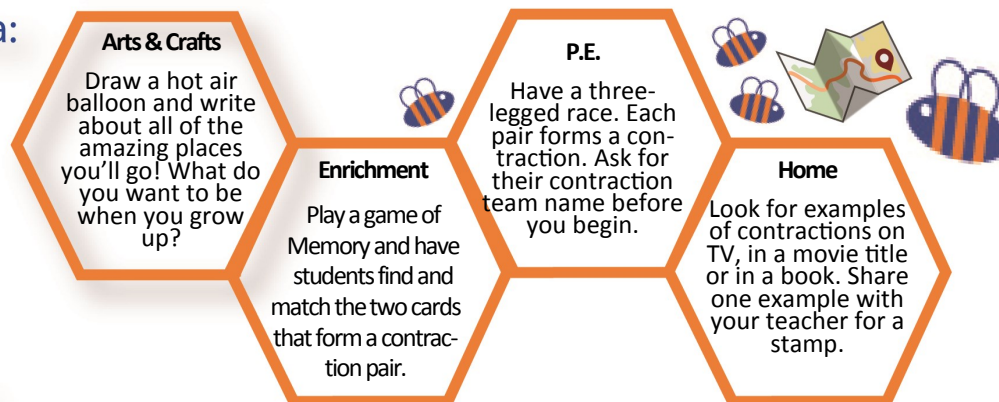 a:
Arts & Crafts
Draw a hot air
balloon and write
about all of the
amazing places
you'll go! What do
you want to be
when you grow
up?
Enrichment
Play a game of
Memory and have
students find and
match the two cards
that form a contrac-
tion pair.
P.E.
Have a three-
legged race. Each
pair forms a con-
traction. Ask for
their contraction
team name before
you begin.
Home
Look for examples
of contractions on
TV, in a movie title
or in a book. Share
one example with
your teacher for a
stamp.